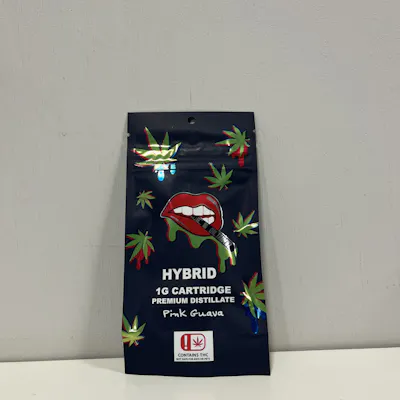 HYBRID
1G CARTRIDGE
PREMIUM DISTILLATE
Pink Guava
CONTAINS THC